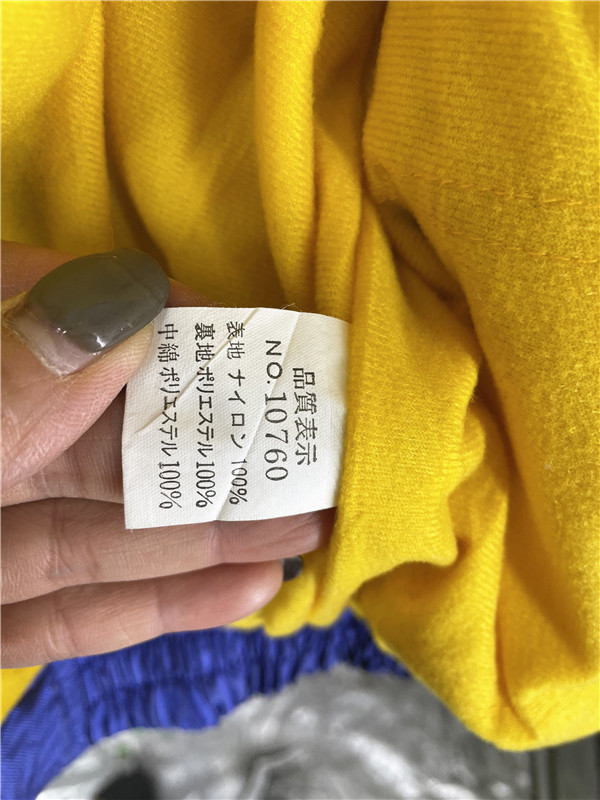 品質表示
NO. 10760
表地 ナイロン 100%
裏地 ポリエステル 100%
中綿 ポリエステル 100%